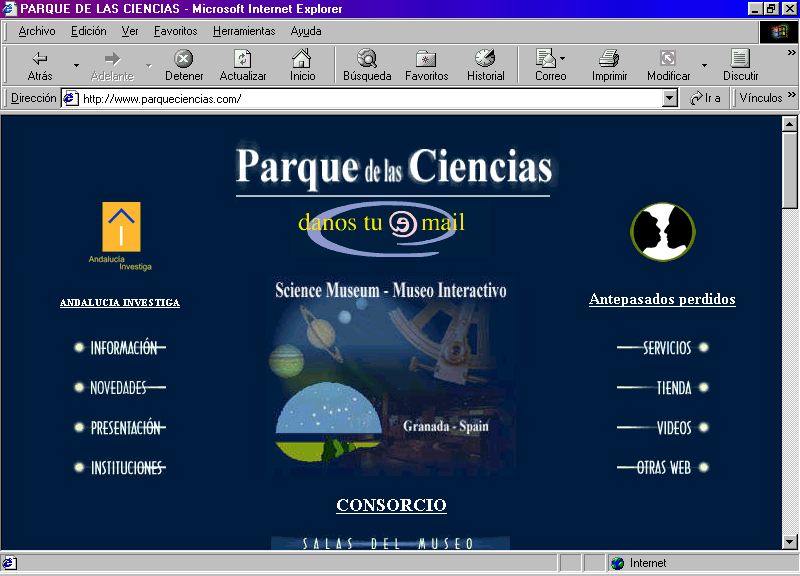 PARQUE DE LAS CIENCIAS - Microsoft Internet Explorer
Archivo Edición Ver Favoritos Herramientas Ayuda
Atrás Adelante Detener Actualizar Inicio Búsqueda Favoritos Historial Correo Imprimir Modificar Discutir »
Dirección http://www.parqueciencias.com/ Ir a Vínculos »
Parque de las Ciencias
danos tu e mail
Andalucía
Investiga
Science Museum - Museo Interactivo
ANDALUCIA INVESTIGA
Antepasados perdidos
INFORMACIÓN
SERVICIOS
NOVEDADES
TIENDA
PRESENTACIÓN
Granada - Spain
VIDEOS
INSTITUCIONES
OTRAS WEB
CONSORCIO
SALAS DEL MUSEO
Internet